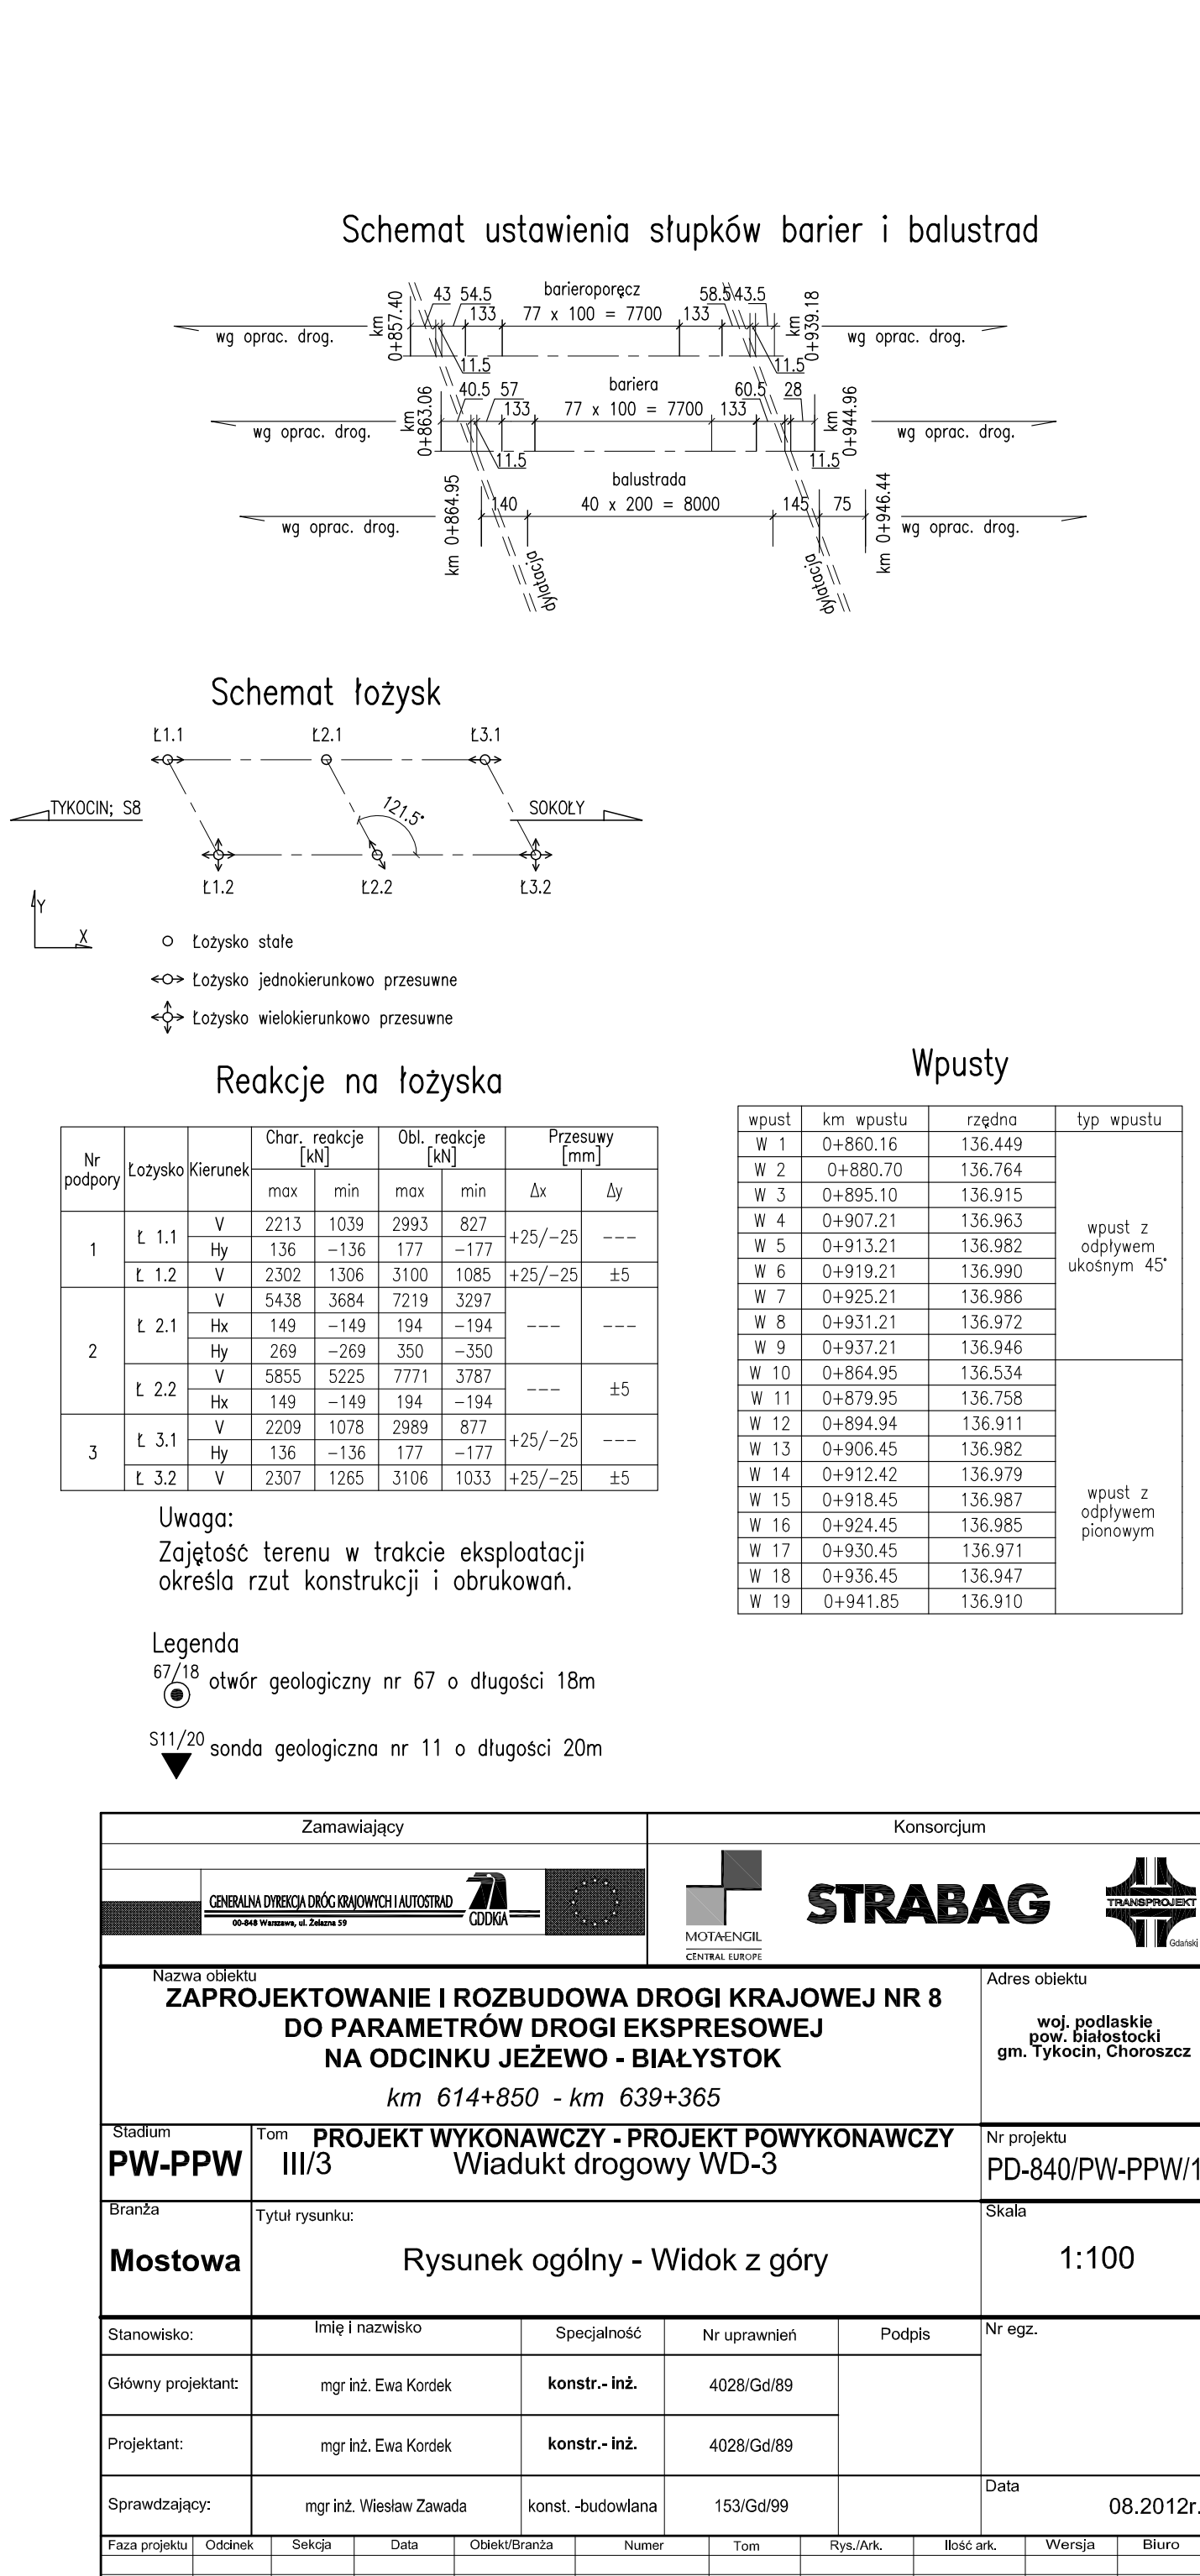 Schemat ustawienia słupków barier i balustrad
km 0+857.40
43 54.5
133
barieroporęcz
77 x 100 = 7700
58.5 43.5
133
km 0+939.18
wg oprac. drog.
wg oprac. drog.
11.5
11.5
km 0+863.06
40.5 57
133
bariera
77 x 100 = 7700
60.5 28
133
km 0+944.96
wg oprac. drog.
wg oprac. drog.
11.5
11.5
km 0+864.95
140
balustrada
40 x 200 = 8000
145
75
km 0+946.44
wg oprac. drog.
wg oprac. drog.
dylatacja
dylatacja
Schemat łożysk
Ł1.1 Ł2.1 Ł3.1
TYKOCIN; S8
121.5°
SOKOŁY
Ł1.2 Ł2.2 Ł3.2
Y
X
Łożysko stałe
Łożysko jednokierunkowo przesuwne
Łożysko wielokierunkowo przesuwne
Reakcje na łożyska
Nr podpory Łożysko Kierunek Char. reakcje [kN] Obl. reakcje [kN] Przesuwy [mm]
max min max min Δx Δy
1 Ł 1.1 V 2213 1039 2993 827 +25/-25 ---
Hy 136 -136 177 -177
Ł 1.2 V 2302 1306 3100 1085 +25/-25 ±5
2 Ł 2.1 V 5438 3684 7219 3297 --- ---
Hx 149 -149 194 -194
Hy 269 -269 350 -350
Ł 2.2 V 5855 5225 7771 3787 --- ±5
Hx 149 -149 194 -194
3 Ł 3.1 V 2209 1078 2989 877 +25/-25 ---
Hy 136 -136 177 -177
Ł 3.2 V 2307 1265 3106 1033 +25/-25 ±5
Wpusty
wpust km wpustu rzędna typ wpustu
W 1 0+860.16 136.449
W 2 0+880.70 136.764
W 3 0+895.10 136.915
W 4 0+907.21 136.963
W 5 0+913.21 136.982
W 6 0+919.21 136.990
W 7 0+925.21 136.986
W 8 0+931.21 136.972
W 9 0+937.21 136.946
wpust z
odpływem
ukośnym 45°
W 10 0+864.95 136.534
W 11 0+879.95 136.758
W 12 0+894.94 136.911
W 13 0+906.45 136.982
W 14 0+912.42 136.979
W 15 0+918.45 136.987
W 16 0+924.45 136.985
W 17 0+930.45 136.971
W 18 0+936.45 136.947
W 19 0+941.85 136.910
wpust z
odpływem
pionowym
Uwaga:
Zajętość terenu w trakcie eksploatacji
określa rzut konstrukcji i obrukowań.
Legenda
67/18 otwór geologiczny nr 67 o długości 18m
S11/20 sonda geologiczna nr 11 o długości 20m
Zamawiający
Konsorcjum
GENERALNA DYREKCJA DRÓG KRAJOWYCH I AUTOSTRAD
00-848 Warszawa, ul. Żelazna 59
GDDKiA
MOTA-ENGIL
CENTRAL EUROPE
STRABAG
TRANSPROJEKT
Gdański
Nazwa obiektu
ZAPROJEKTOWANIE I ROZBUDOWA DROGI KRAJOWEJ NR 8
DO PARAMETRÓW DROGI EKSPRESOWEJ
NA ODCINKU JEŻEWO - BIAŁYSTOK
km 614+850 - km 639+365
Adres obiektu
woj. podlaskie
pow. białostocki
gm. Tykocin, Choroszcz
Stadium
PW-PPW
Tom
III/3
PROJEKT WYKONAWCZY - PROJEKT POWYKONAWCZY
Wiadukt drogowy WD-3
Nr projektu
PD-840/PW-PPW/1
Branża
Mostowa
Tytuł rysunku:
Rysunek ogólny - Widok z góry
Skala
1:100
Stanowisko: Imię i nazwisko Specjalność Nr uprawnień Podpis Nr egz.
Główny projektant: mgr inż. Ewa Kordek konstr.- inż. 4028/Gd/89
Projektant: mgr inż. Ewa Kordek konstr.- inż. 4028/Gd/89
Sprawdzający: mgr inż. Wiesław Zawada konst. -budowlana 153/Gd/99
Data
08.2012r.
Faza projektu Odcinek Sekcja Data Obiekt/Branża Numer Tom Rys./Ark. Ilość ark. Wersja Biuro